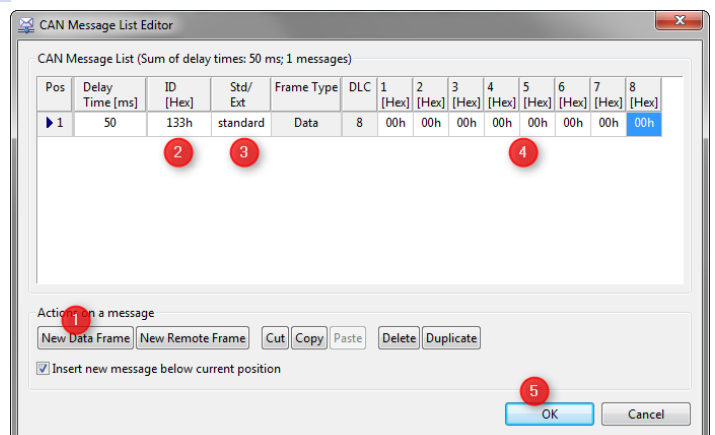 CAN Message List Editor
CAN Message List (Sum of delay times: 50 ms; 1 messages)
Pos Delay Time [ms] ID [Hex] Std/ Ext Frame Type DLC 1 [Hex] 2 [Hex] 3 [Hex] 4 [Hex] 5 [Hex] 6 [Hex] 7 [Hex] 8 [Hex]
1 50 133h standard Data 8 00h 00h 00h 00h 00h 00h 00h 00h
2 3 4
Actions on a message
1
New Data Frame New Remote Frame Cut Copy Paste Delete Duplicate
Insert new message below current position
5
OK Cancel